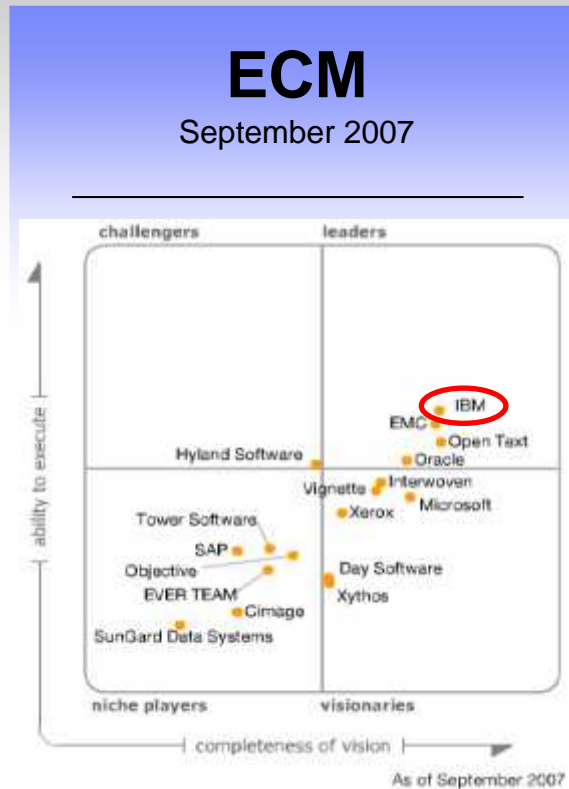 ECM
September 2007
challengers
leaders
ability to execute
IBM
EMC
Open Text
Oracle
Hyland Software
Interwoven
Vignette
Microsoft
Xerox
Tower Software
SAP
Objective
EVER TEAM
Day Software
Xythos
Cimage
SunGard Data Systems
niche players
visionaries
completeness of vision
As of September 2007